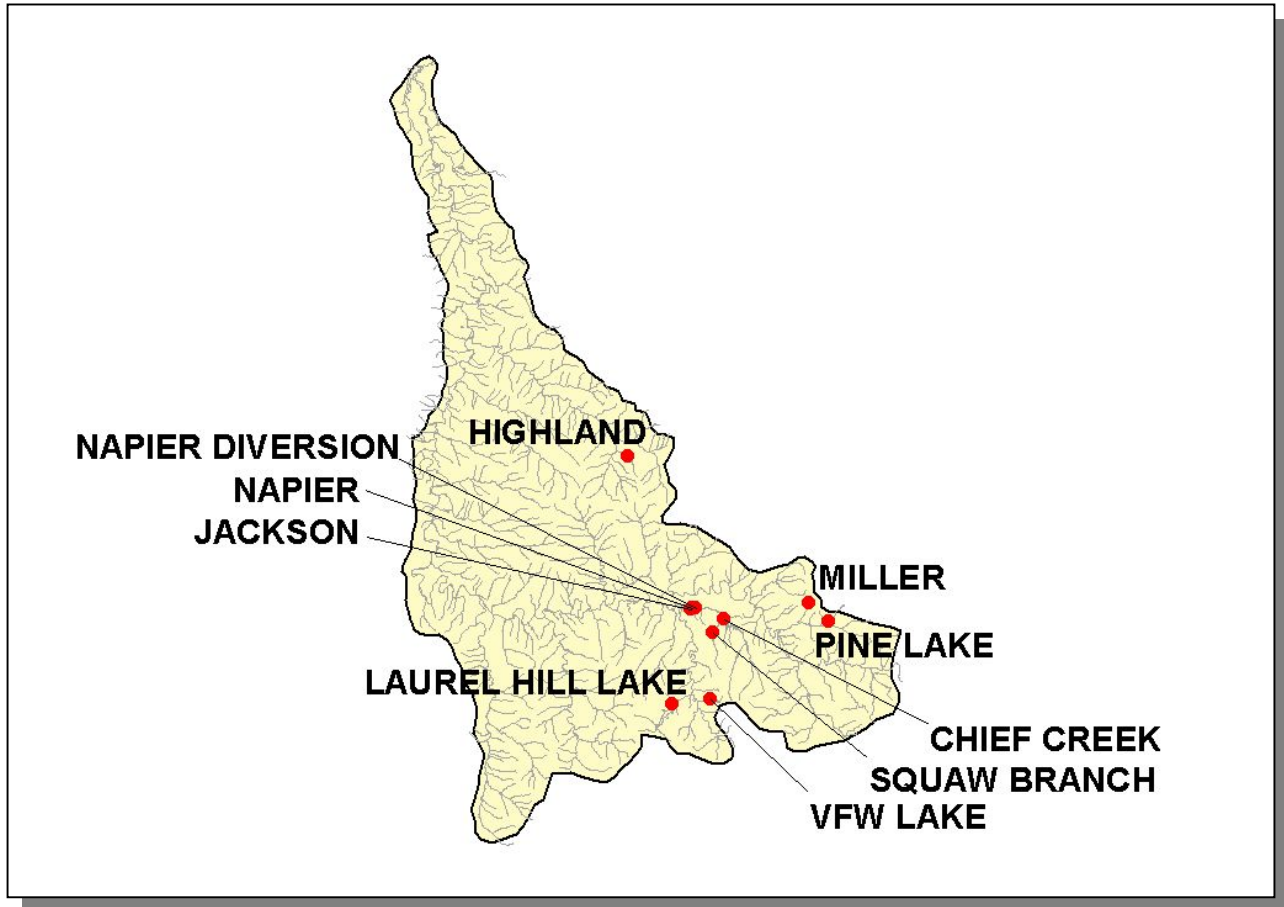 HIGHLAND
NAPIER DIVERSION
NAPIER
JACKSON
MILLER
PINE LAKE
LAUREL HILL LAKE
CHIEF CREEK
SQUAW BRANCH
VFW LAKE